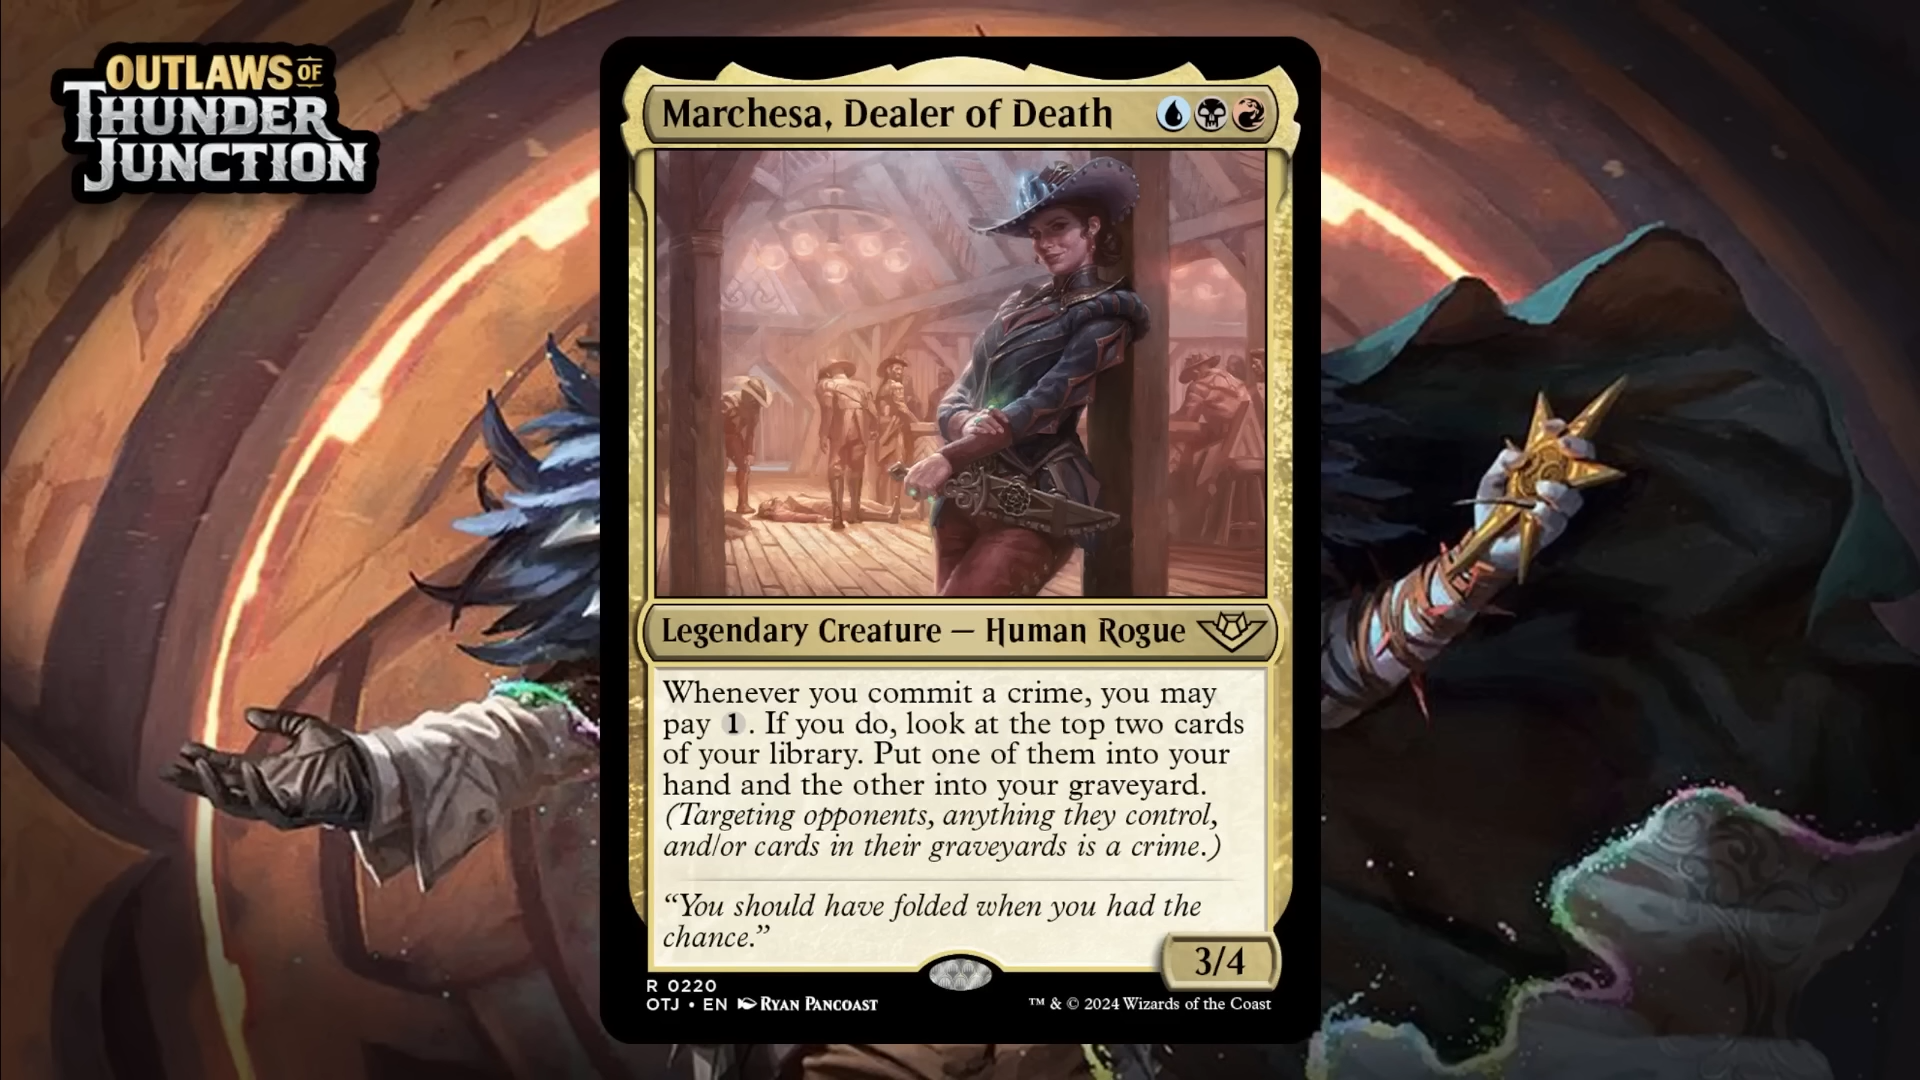 OUTLAWS OF
THUNDER
JUNCTION
Marchesa, Dealer of Death
Legendary Creature — Human Rogue
Whenever you commit a crime, you may
pay 1. If you do, look at the top two cards
of your library. Put one of them into your
hand and the other into your graveyard.
(Targeting opponents, anything they control,
and/or cards in their graveyards is a crime.)
“You should have folded when you had the
chance.”
3/4
R 0220
OTJ • EN RYAN PANCOAST
™ & © 2024 Wizards of the Coast